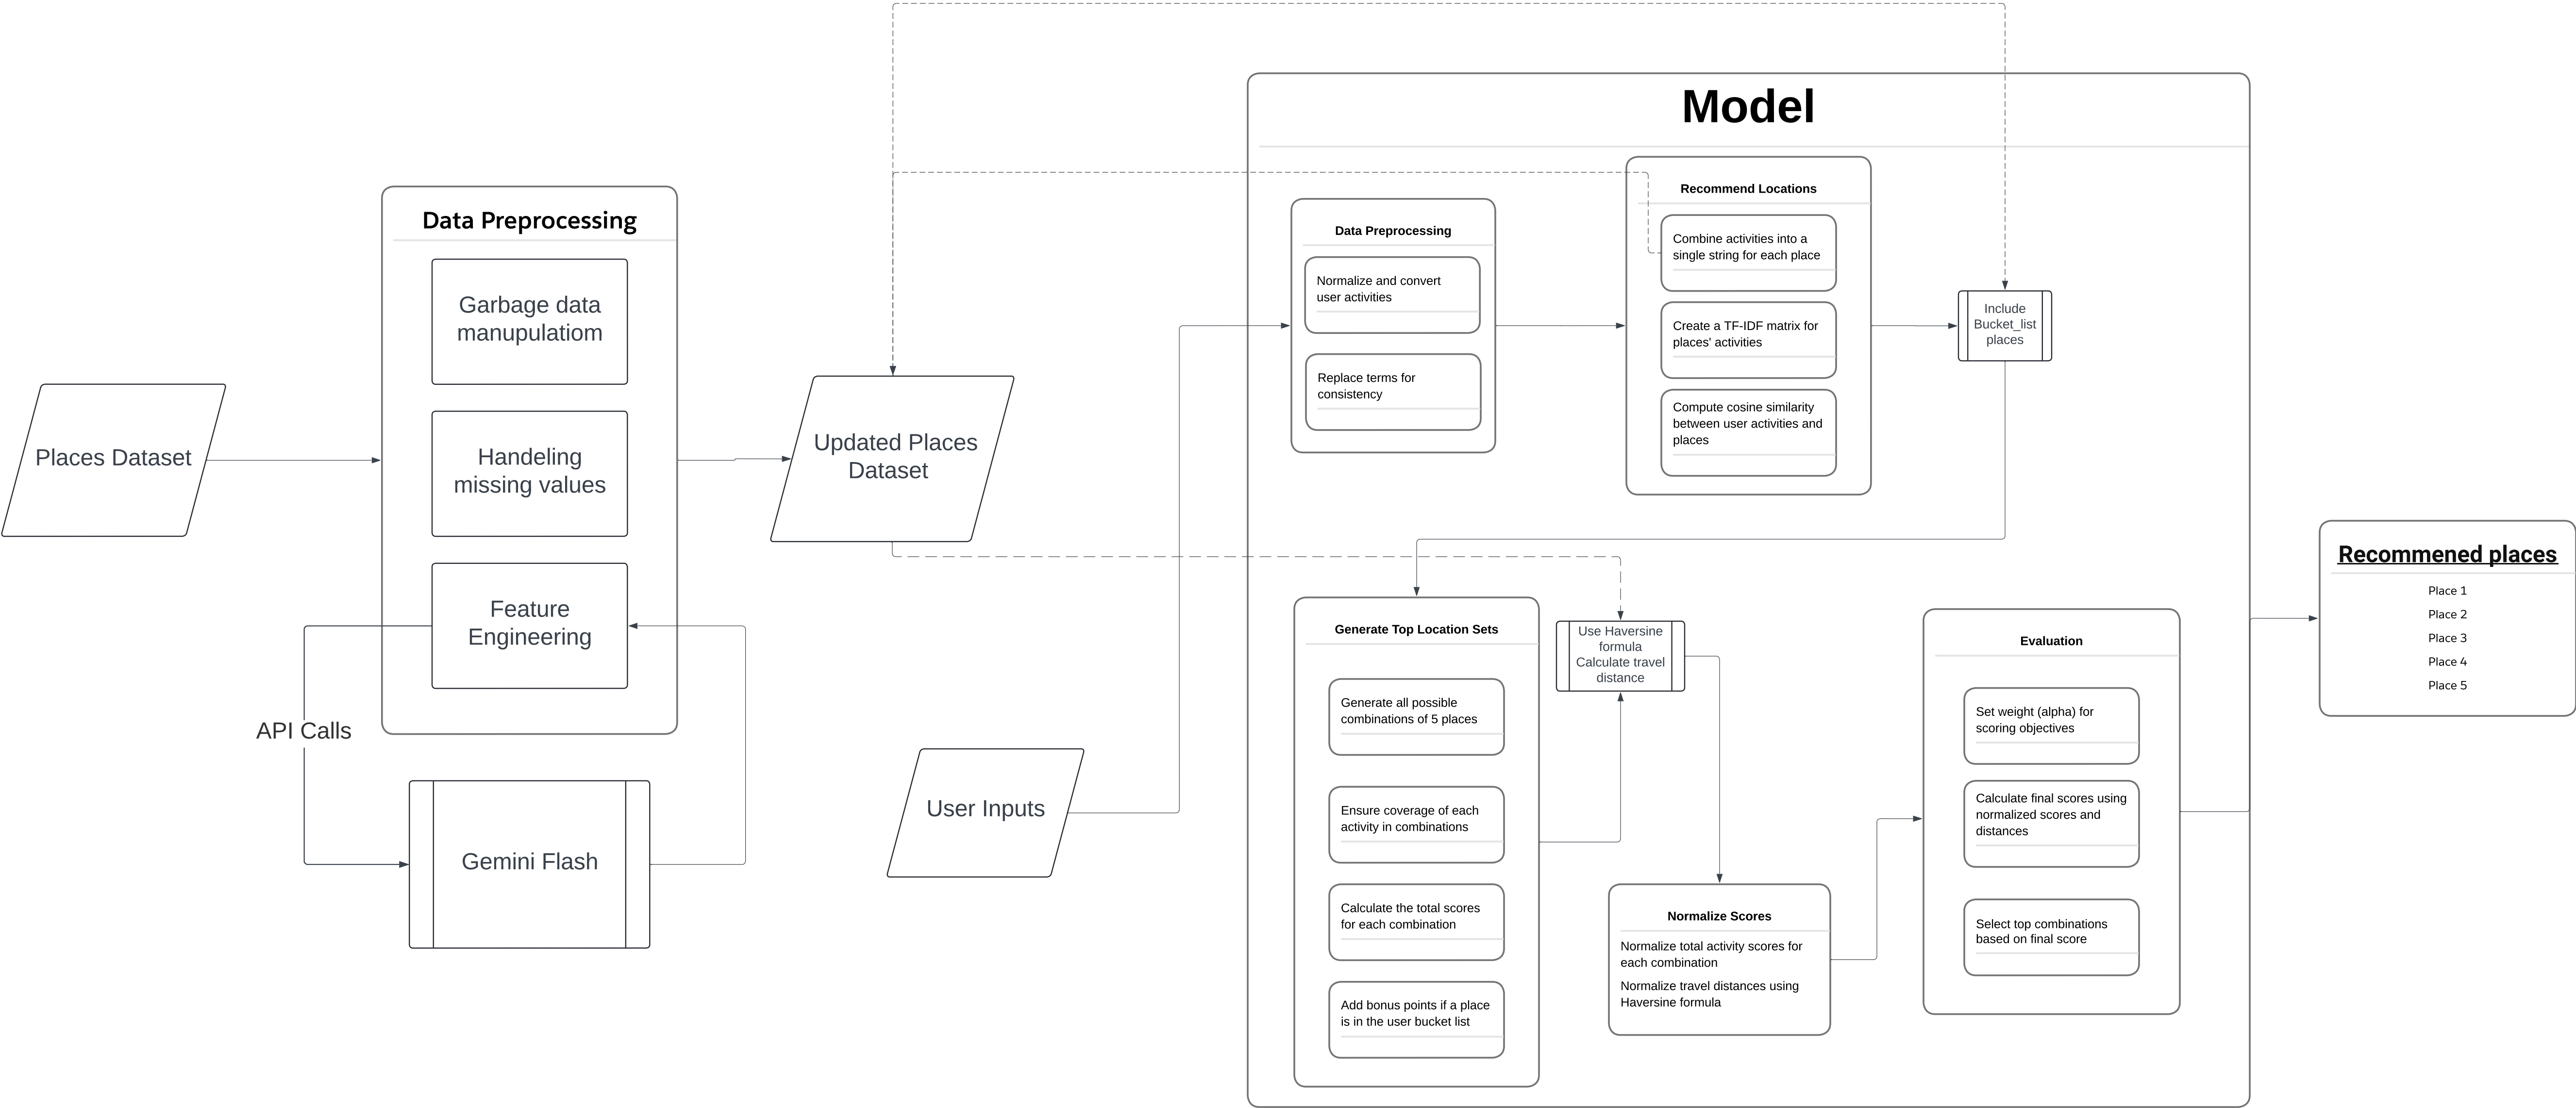 Places Dataset
Data Preprocessing
Garbage data
manupulatiom
Handeling
missing values
Feature
Engineering
API Calls
Gemini Flash
Updated Places
Dataset
User Inputs
Model
Data Preprocessing
Normalize and convert
user activities
Replace terms for
consistency
Recommend Locations
Combine activities into a
single string for each place
Create a TF-IDF matrix for
places' activities
Compute cosine similarity
between user activities and
places
Include
Bucket_list
places
Generate Top Location Sets
Generate all possible
combinations of 5 places
Ensure coverage of each
activity in combinations
Calculate the total scores
for each combination
Add bonus points if a place
is in the user bucket list
Use Haversine
formula
Calculate travel
distance
Normalize Scores
Normalize total activity scores for
each combination
Normalize travel distances using
Haversine formula
Evaluation
Set weight (alpha) for
scoring objectives
Calculate final scores using
normalized scores and
distances
Select top combinations
based on final score
Recommened places
Place 1
Place 2
Place 3
Place 4
Place 5